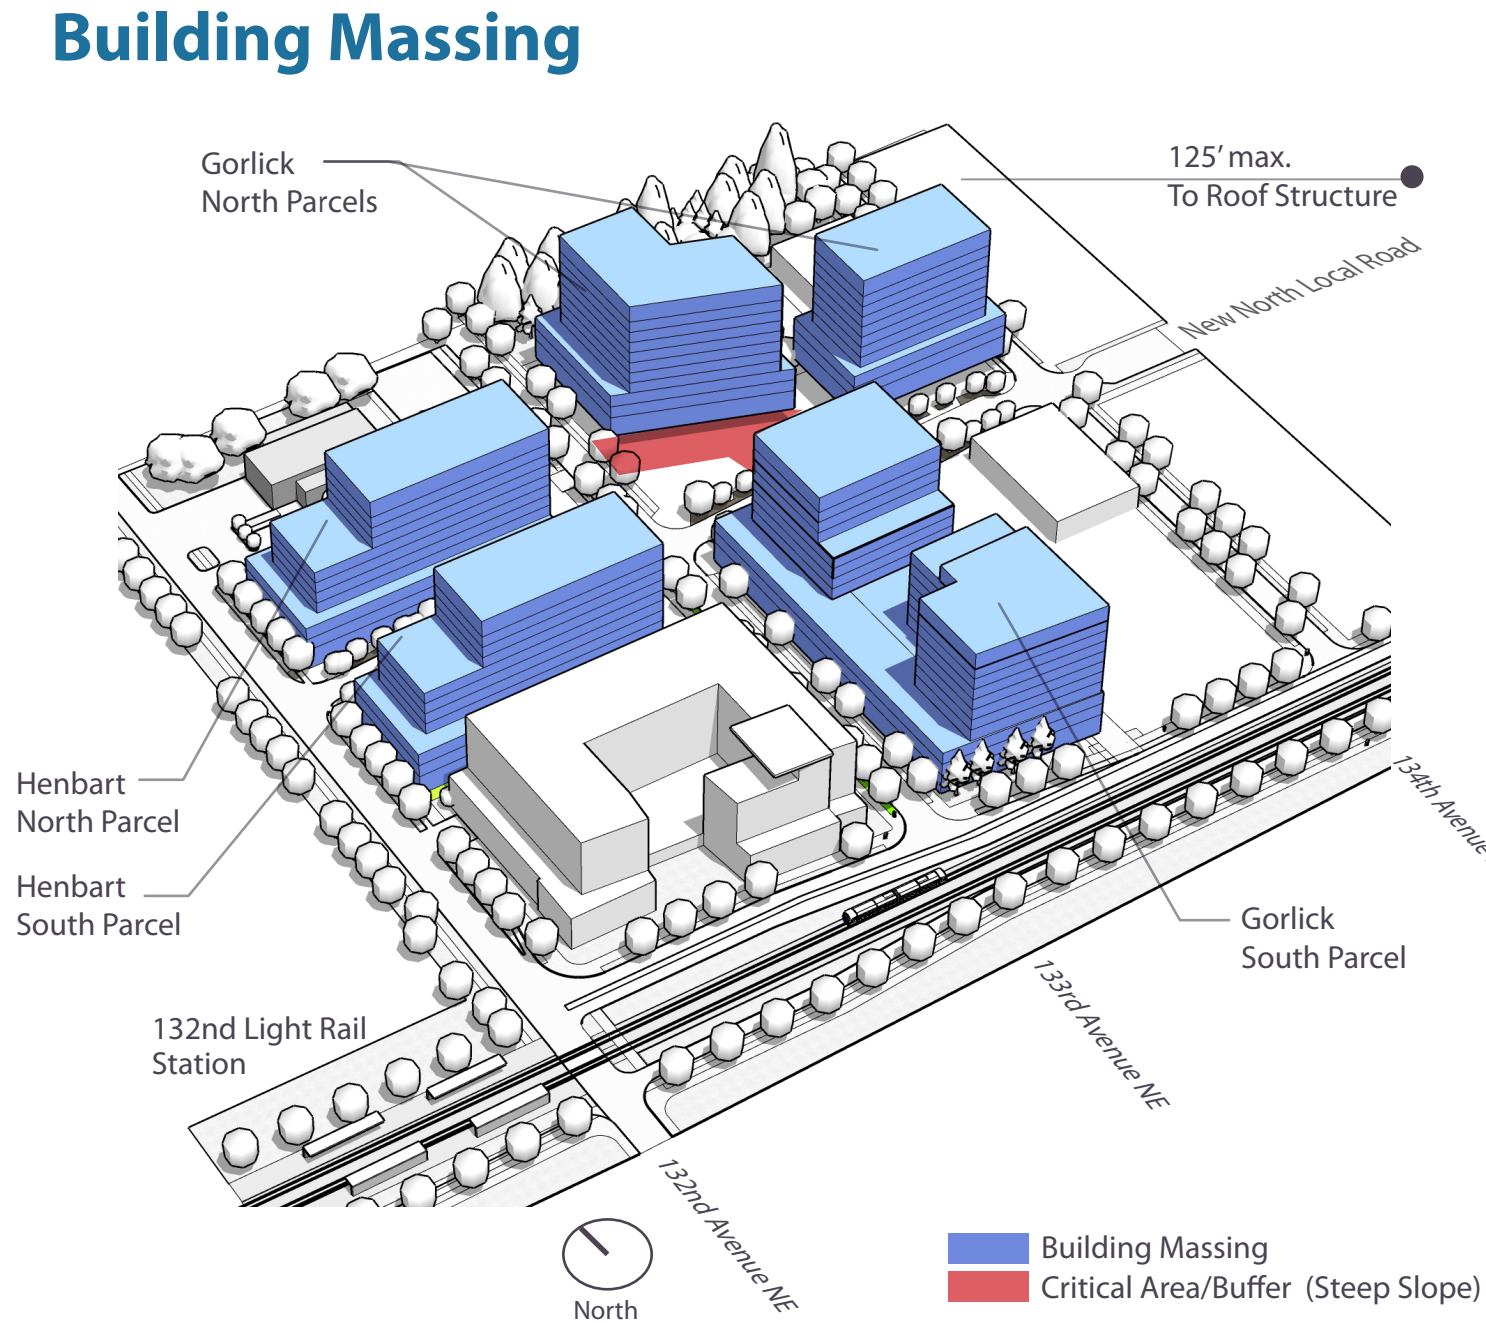 Building Massing
Gorlick
North Parcels
125’ max.
To Roof Structure
New North Local Road
Henbart
North Parcel
Henbart
South Parcel
Gorlick
South Parcel
134th Avenue
133rd Avenue NE
132nd Light Rail
Station
132nd Avenue NE
North
Building Massing
Critical Area/Buffer (Steep Slope)